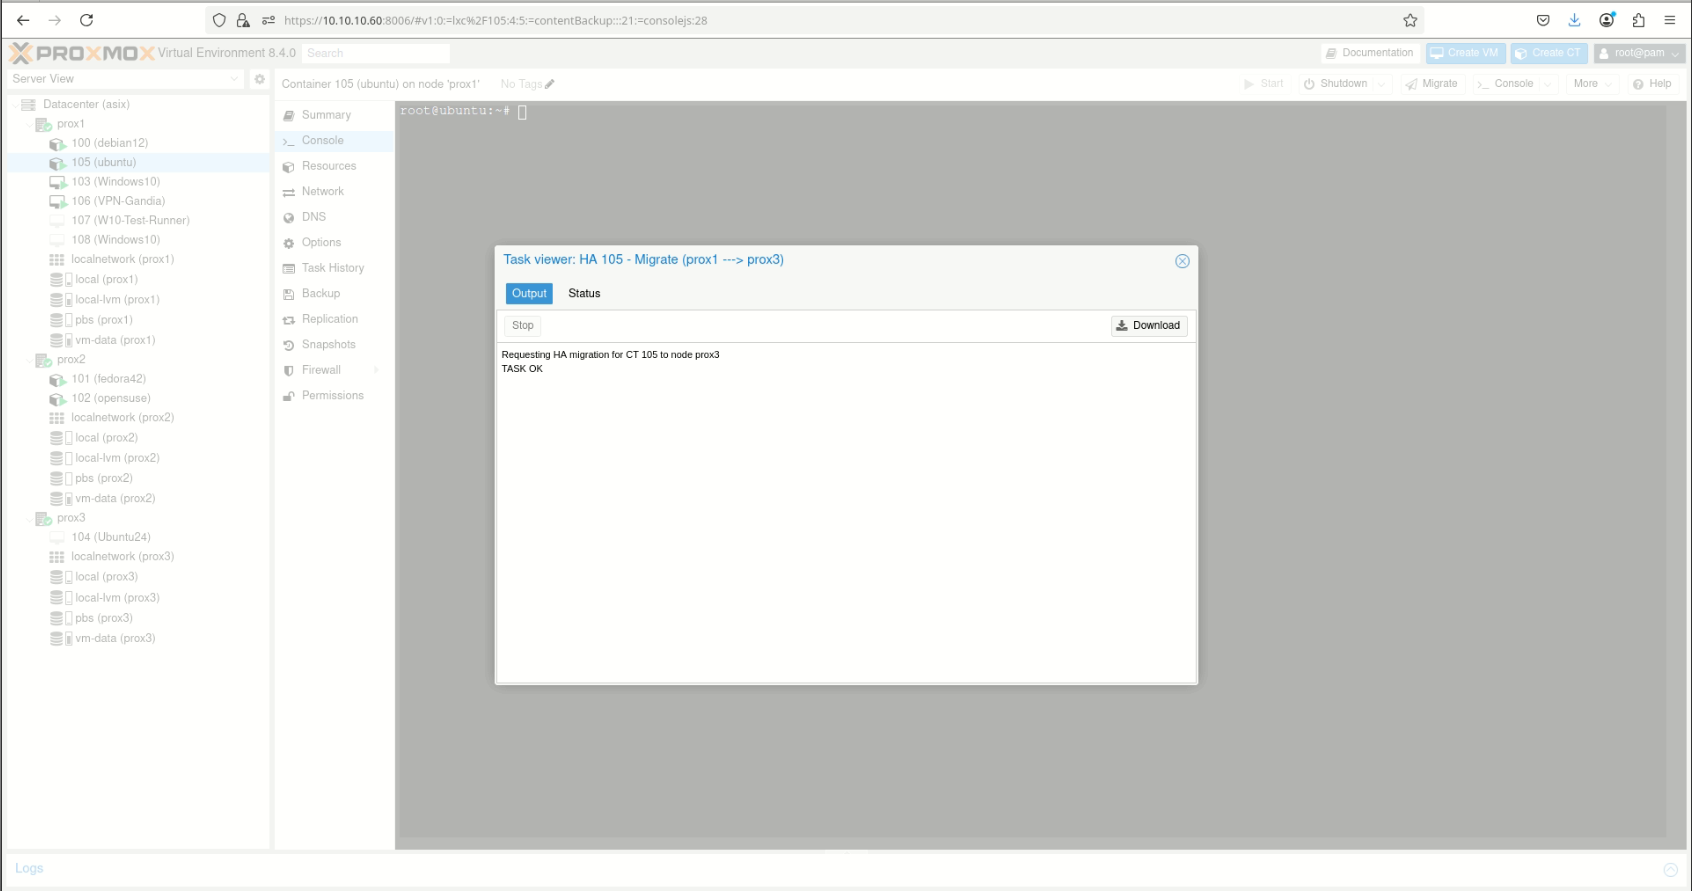 https://10.10.10.60:8006/#v1:0:=lxc%2F105:4:5:=contentBackup:::21:=consolejs:28
PROXMOX Virtual Environment 8.4.0 Search Documentation Create VM Create CT root@pam
Server View
Container 105 (ubuntu) on node 'prox1' No Tags Start Shutdown Migrate Console More Help
Datacenter (asix)
prox1
100 (debian12)
105 (ubuntu)
103 (Windows10)
106 (VPN-Gandia)
107 (W10-Test-Runner)
108 (Windows10)
localnetwork (prox1)
local (prox1)
local-lvm (prox1)
pbs (prox1)
vm-data (prox1)
prox2
101 (fedora42)
102 (opensuse)
localnetwork (prox2)
local (prox2)
local-lvm (prox2)
pbs (prox2)
vm-data (prox2)
prox3
104 (Ubuntu24)
localnetwork (prox3)
local (prox3)
local-lvm (prox3)
pbs (prox3)
vm-data (prox3)
Summary
Console
Resources
Network
DNS
Options
Task History
Backup
Replication
Snapshots
Firewall
Permissions
root@ubuntu:~#
Task viewer: HA 105 - Migrate (prox1 ---> prox3)
Output Status
Stop Download
Requesting HA migration for CT 105 to node prox3
TASK OK
Logs